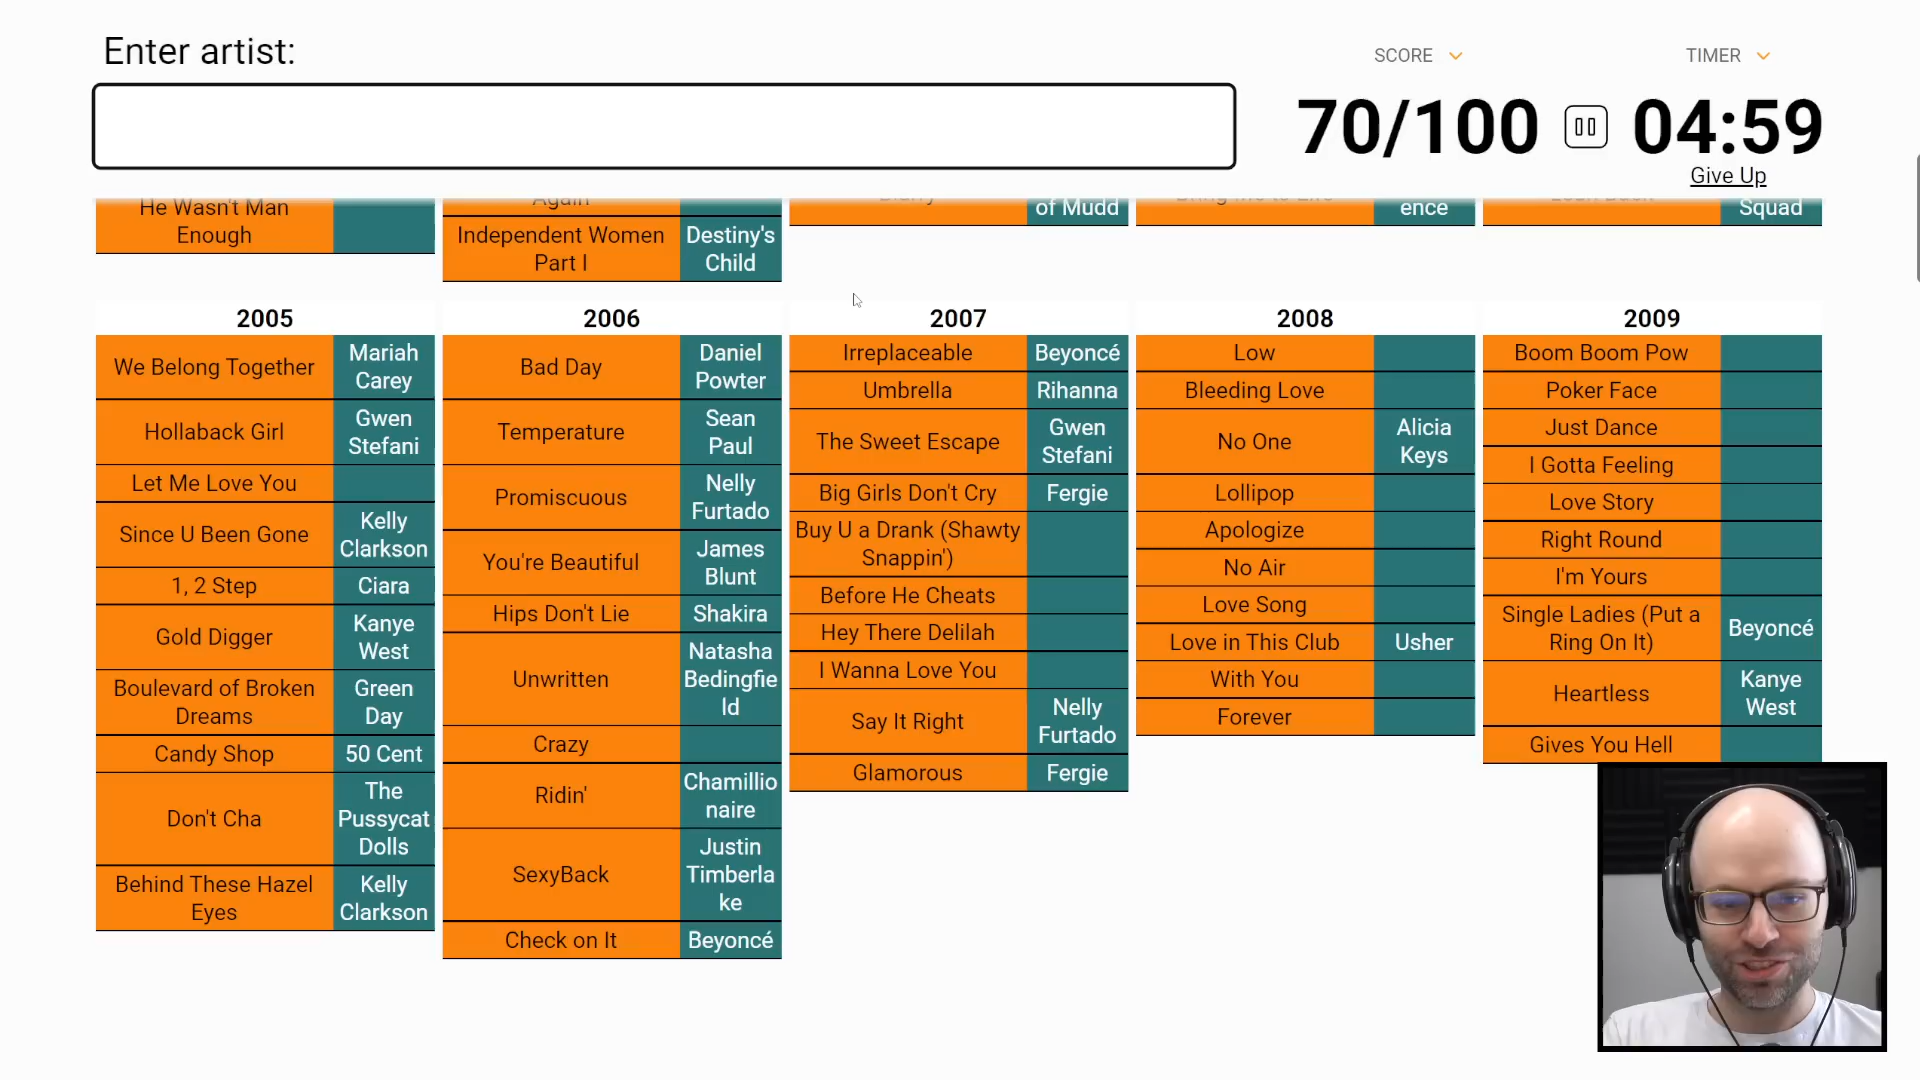 Enter artist:
SCORE
TIMER
70/100
04:59
Give Up
He Wasn't Man
Enough
Again
Independent Women
Part I
Destiny's
Child
of Mudd
ence
Squad
2005
We Belong Together
Mariah
Carey
Hollaback Girl
Gwen
Stefani
Let Me Love You
Since U Been Gone
Kelly
Clarkson
1, 2 Step
Ciara
Gold Digger
Kanye
West
Boulevard of Broken
Dreams
Green
Day
Candy Shop
50 Cent
Don't Cha
The
Pussycat
Dolls
Behind These Hazel
Eyes
Kelly
Clarkson
2006
Bad Day
Daniel
Powter
Temperature
Sean
Paul
Promiscuous
Nelly
Furtado
You're Beautiful
James
Blunt
Hips Don't Lie
Shakira
Unwritten
Natasha
Bedingfie
ld
Crazy
Ridin'
Chamillio
naire
SexyBack
Justin
Timberla
ke
Check on It
Beyoncé
2007
Irreplaceable
Beyoncé
Umbrella
Rihanna
The Sweet Escape
Gwen
Stefani
Big Girls Don't Cry
Fergie
Buy U a Drank (Shawty
Snappin')
Before He Cheats
Hey There Delilah
I Wanna Love You
Say It Right
Nelly
Furtado
Glamorous
Fergie
2008
Low
Bleeding Love
No One
Alicia
Keys
Lollipop
Apologize
No Air
Love Song
Love in This Club
Usher
With You
Forever
2009
Boom Boom Pow
Poker Face
Just Dance
I Gotta Feeling
Love Story
Right Round
I'm Yours
Single Ladies (Put a
Ring On It)
Beyoncé
Heartless
Kanye
West
Gives You Hell